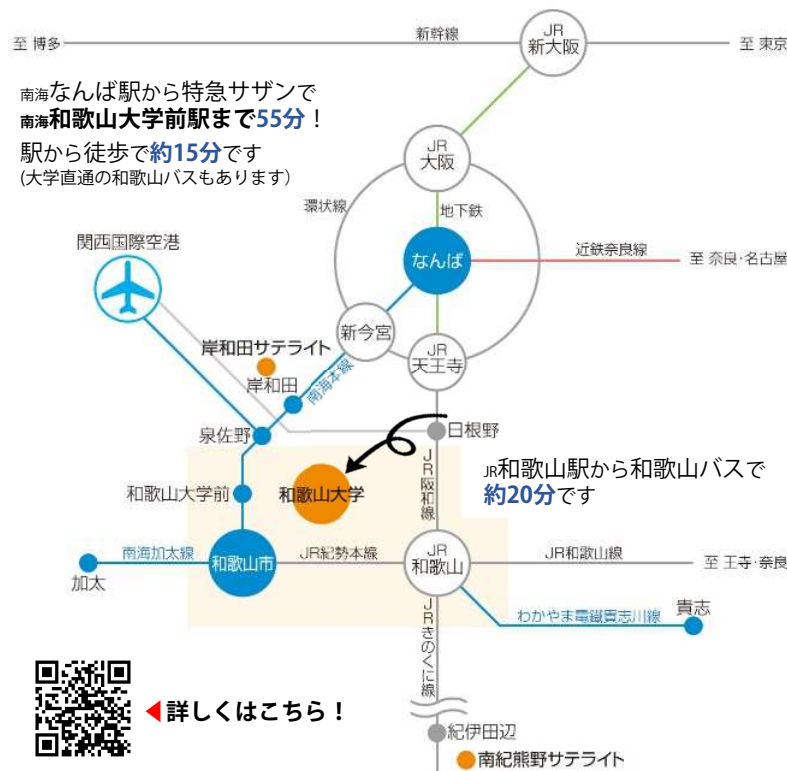 新幹線
至 博多
JR
新大阪
至 東京
南海なんば駅から特急サザンで
南海和歌山大学前駅まで55分！
駅から徒歩で約15分です
(大学直通の和歌山バスもあります)
JR
大阪
環状線
地下鉄
関西国際空港
なんば
近鉄奈良線
至 奈良・名古屋
新今宮
JR
天王寺
岸和田サテライト
岸和田
南海本線
泉佐野
日根野
和歌山大学前
和歌山大学
JR阪和線
JR和歌山駅から和歌山バスで
約20分です
南海加太線
加太
和歌山市
JR紀勢本線
JR
和歌山
JR和歌山線
至 王寺・奈良
わかやま電鐵貴志川線
貴志
JRきのくに線
詳しくはこちら！
紀伊田辺
南紀熊野サテライト